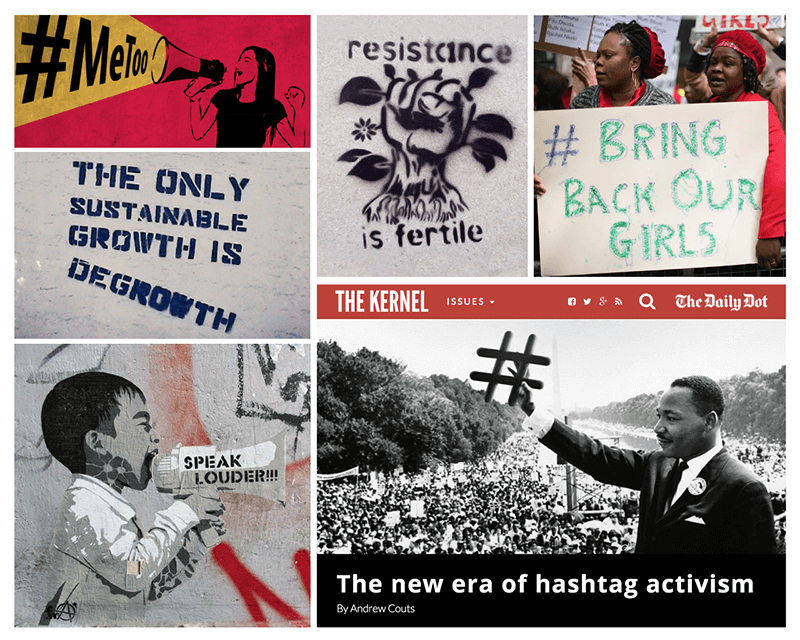 #MeToo
resistance
is fertile
GIRLS
# BRING
BACK OUR
GIRLS
THE ONLY
SUSTAINABLE
GROWTH IS
DEGROWTH
SPEAK
LOUDER!!!
THE KERNEL
ISSUES
The Daily Dot
#
The new era of hashtag activism
By Andrew Couts